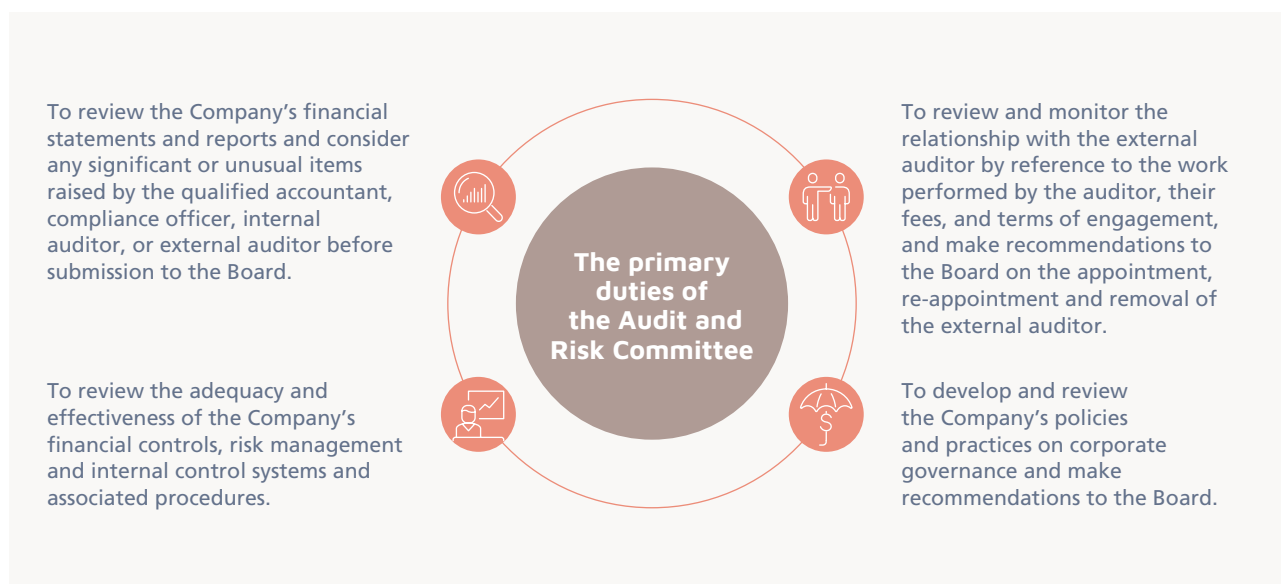 To review the Company’s financial
statements and reports and consider
any significant or unusual items
raised by the qualified accountant,
compliance officer, internal
auditor, or external auditor before
submission to the Board.
To review and monitor the
relationship with the external
auditor by reference to the work
performed by the auditor, their
fees, and terms of engagement,
and make recommendations to
the Board on the appointment,
re-appointment and removal of
the external auditor.
The primary
duties of
the Audit and
Risk Committee
To review the adequacy and
effectiveness of the Company’s
financial controls, risk management
and internal control systems and
associated procedures.
$
To develop and review
the Company’s policies
and practices on corporate
governance and make
recommendations to the Board.